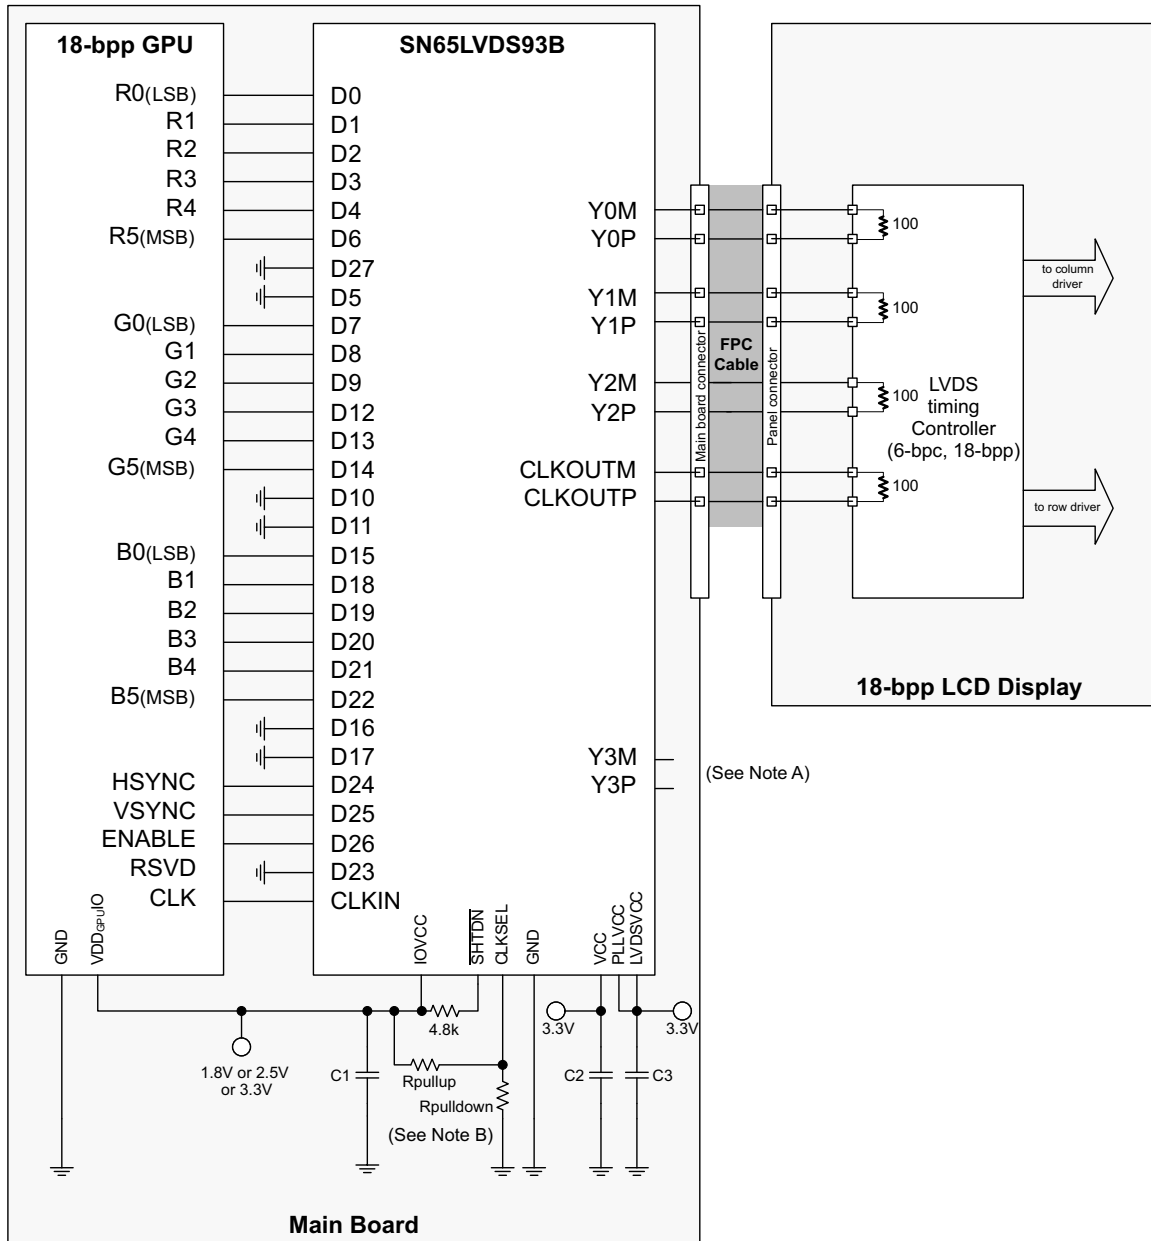 18-bpp GPU
R0(LSB)
R1
R2
R3
R4
R5(MSB)
G0(LSB)
G1
G2
G3
G4
G5(MSB)
B0(LSB)
B1
B2
B3
B4
B5(MSB)
HSYNC
VSYNC
ENABLE
RSVD
CLK
GND
VDDGPUIO
SN65LVDS93B
D0
D1
D2
D3
D4
D6
D27
D5
D7
D8
D9
D12
D13
D14
D10
D11
D15
D18
D19
D20
D21
D22
D16
D17
D24
D25
D26
D23
CLKIN
Y0M
Y0P
Y1M
Y1P
Y2M
Y2P
CLKOUTM
CLKOUTP
Y3M
Y3P
(See Note A)
IOVCC
SHTDN
CLKSEL
GND
VCC
PLLVCC
LVDSVCC
Main board connector
FPC
Cable
Panel connector
100
100
100
100
LVDS
timing
Controller
(6-bpc, 18-bpp)
to column
driver
to row driver
18-bpp LCD Display
1.8V or 2.5V
or 3.3V
C1
4.8k
Rpullup
Rpulldown
(See Note B)
3.3V
3.3V
C2
C3
Main Board